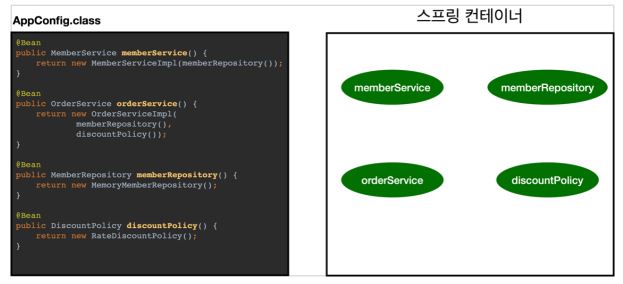 AppConfig.class
@Bean
public MemberService memberService() {
    return new MemberServiceImpl(memberRepository());
}
@Bean
public OrderService orderService() {
    return new OrderServiceImpl(
            memberRepository(),
            discountPolicy());
}
@Bean
public MemberRepository memberRepository() {
    return new MemoryMemberRepository();
}
@Bean
public DiscountPolicy discountPolicy() {
    return new RateDiscountPolicy();
}
스프링 컨테이너
memberService
memberRepository
orderService
discountPolicy